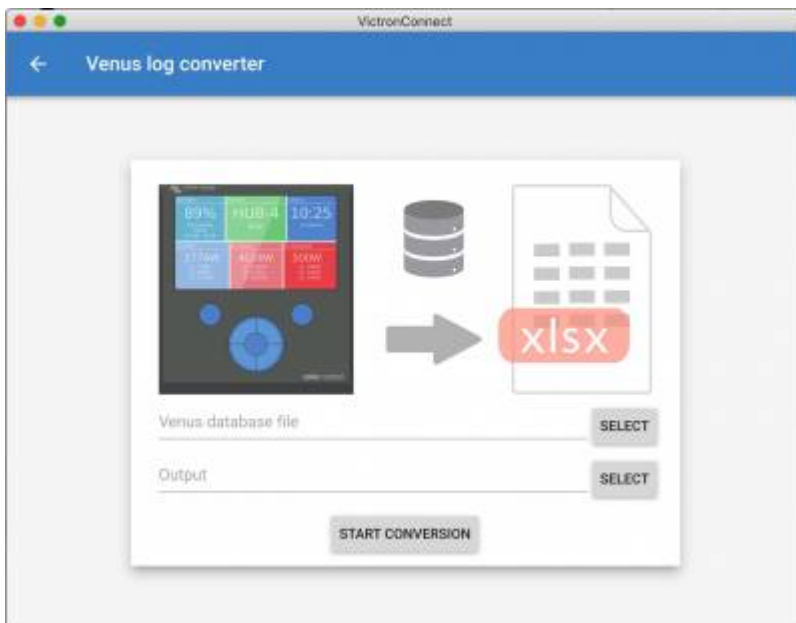 VictronConnect
Venus log converter
89% HUB-4 10:25
xlsx
Venus database file
SELECT
Output
SELECT
START CONVERSION